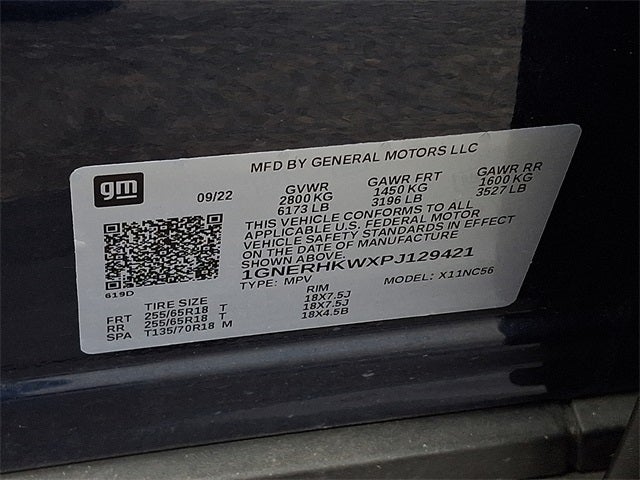 MFD BY GENERAL MOTORS LLC
gm
09/22
GVWR GAWR FRT GAWR RR
2800 KG 1450 KG 1600 KG
6173 LB 3196 LB 3527 LB
THIS VEHICLE CONFORMS TO ALL
APPLICABLE U.S. FEDERAL MOTOR
VEHICLE SAFETY STANDARDS IN EFFECT
ON THE DATE OF MANUFACTURE
SHOWN ABOVE.
1GNERHKWXPJ129421
TYPE: MPV MODEL: X11NC56
619D
TIRE SIZE RIM
FRT 255/65R18 T 18X7.5J
RR 255/65R18 T 18X7.5J
SPA T135/70R18 M 18X4.5B